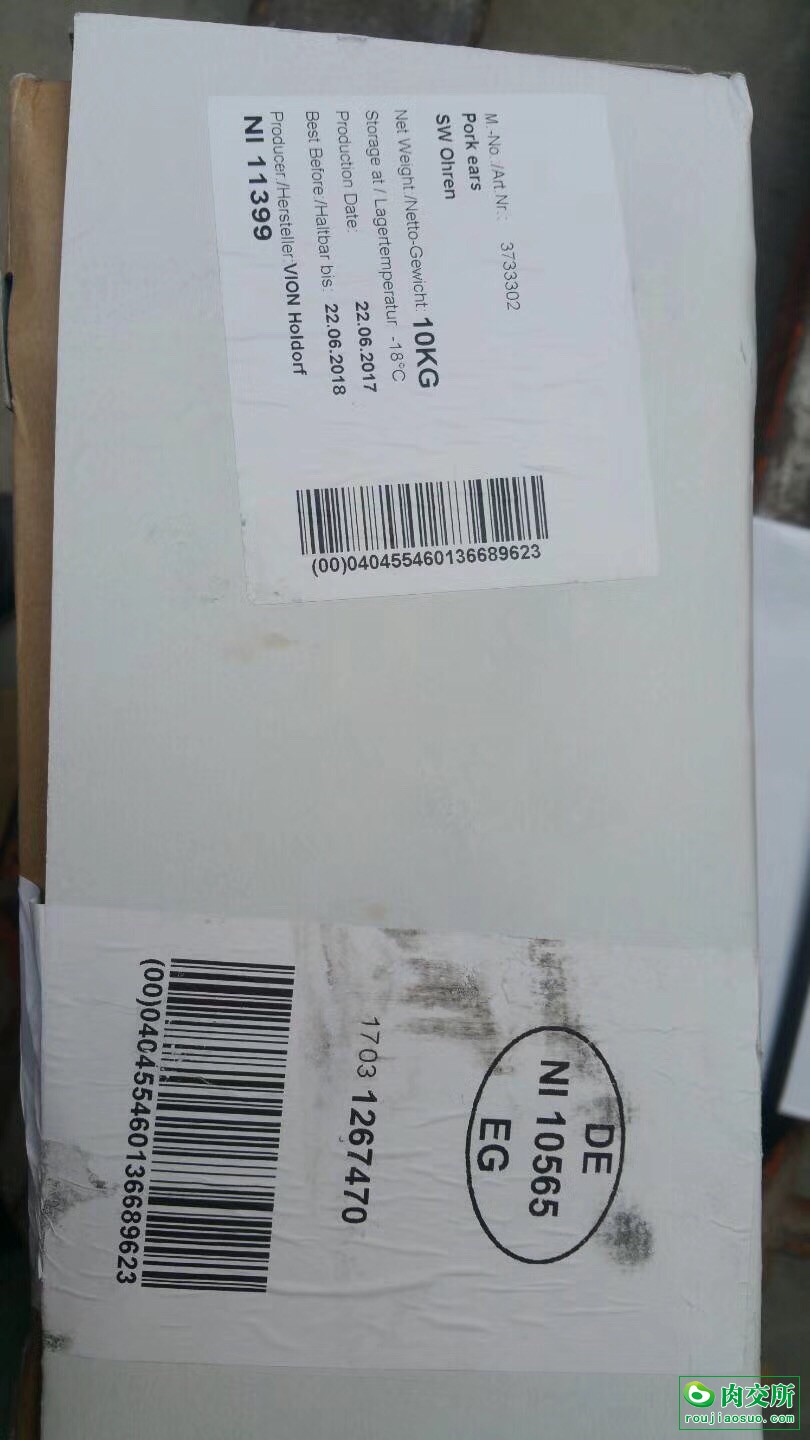 M.-No../Art.Nr.: 3733302
Pork ears
SW Ohren
Net Weight:/Netto-Gewicht: 10KG
Storage at / Lagertemperatur -18°C
Production Date: 22.06.2017
Best Before:/Haltbar bis: 22.06.2018
Producer:/Hersteller:VION Holdorf
NI 11399
(00)040455460136689623
DE
NI 10565
EG
1703 1267470
(00)040455460136689623
肉交所
roujiaosuo.com